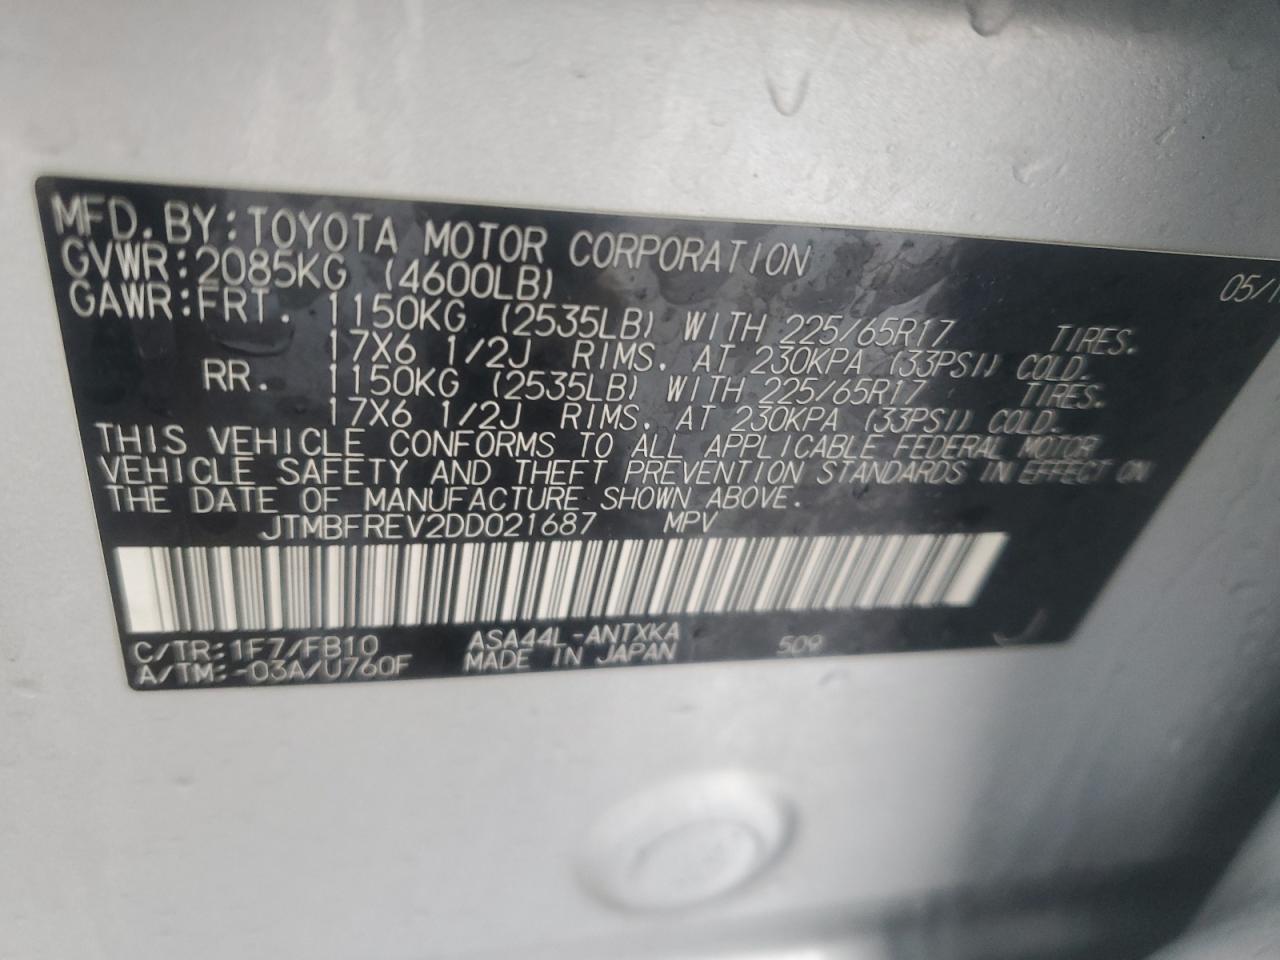 MFD. BY: TOYOTA MOTOR CORPORATION 05/1
GVWR: 2085KG (4600LB)
GAWR: FRT. 1150KG (2535LB) WITH 225/65R17 TIRES.
17X6 1/2J RIMS. AT 230KPA (33PSI) COLD.
RR. 1150KG (2535LB) WITH 225/65R17 TIRES.
17X6 1/2J RIMS. AT 230KPA (33PSI) COLD.
THIS VEHICLE CONFORMS TO ALL APPLICABLE FEDERAL MOTOR
VEHICLE SAFETY AND THEFT PREVENTION STANDARDS IN EFFECT ON
THE DATE OF MANUFACTURE SHOWN ABOVE.
JTMBFREV2DD021687 MPV
C/TR: 1F7/FB10 ASA44L-ANTXKA 509
A/TM: -03A/U760F MADE IN JAPAN